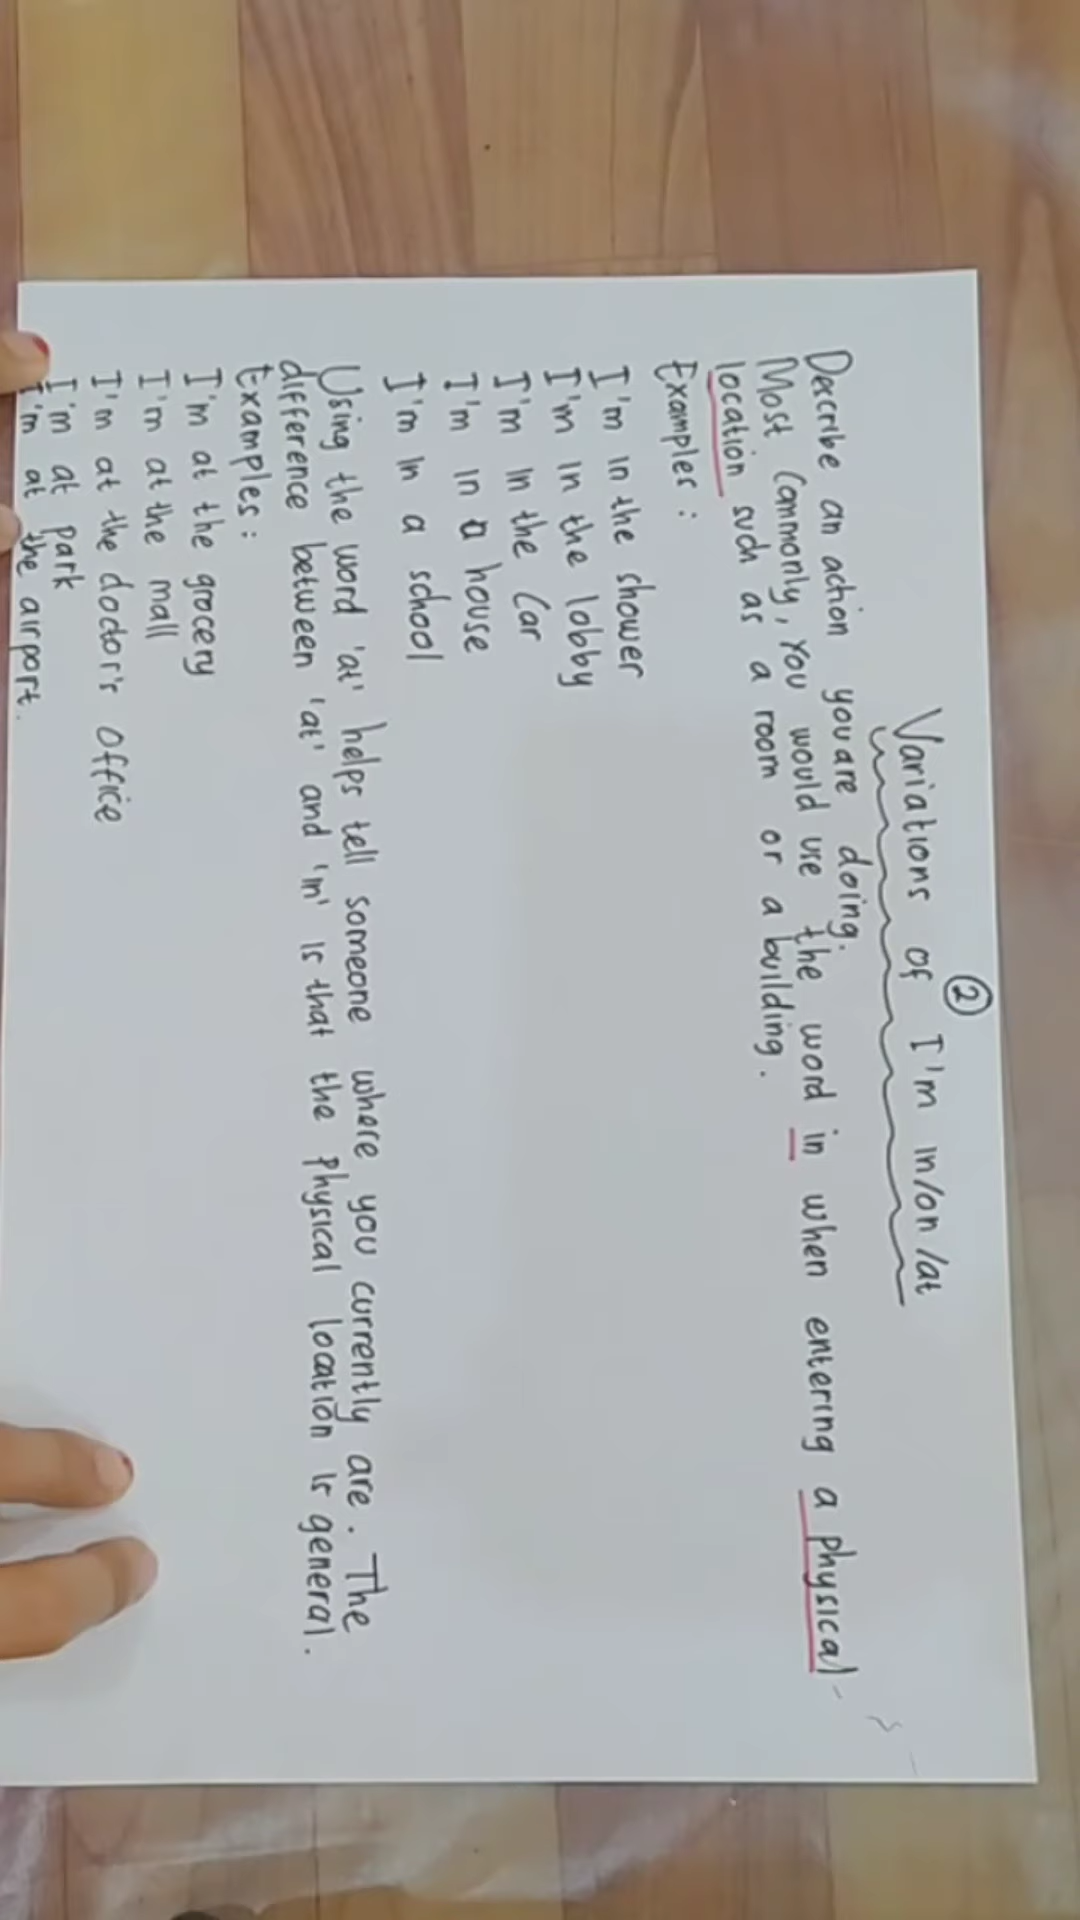 ②
Variations of I'm in/on/at
Describe an action you are doing.
Most Commonly, You would use the word in when entering a physical
location such as a room or a building.
Examples:
I'm in the shower
I'm in the lobby
I'm in the Car
I'm in a house
I'm in a school
Using the word 'at' helps tell someone where you currently are. The
difference between 'at' and 'in' is that the physical location is general.
Examples:
I'm at the grocery
I'm at the mall
I'm at the doctor's office
I'm at park
I'm at the airport.